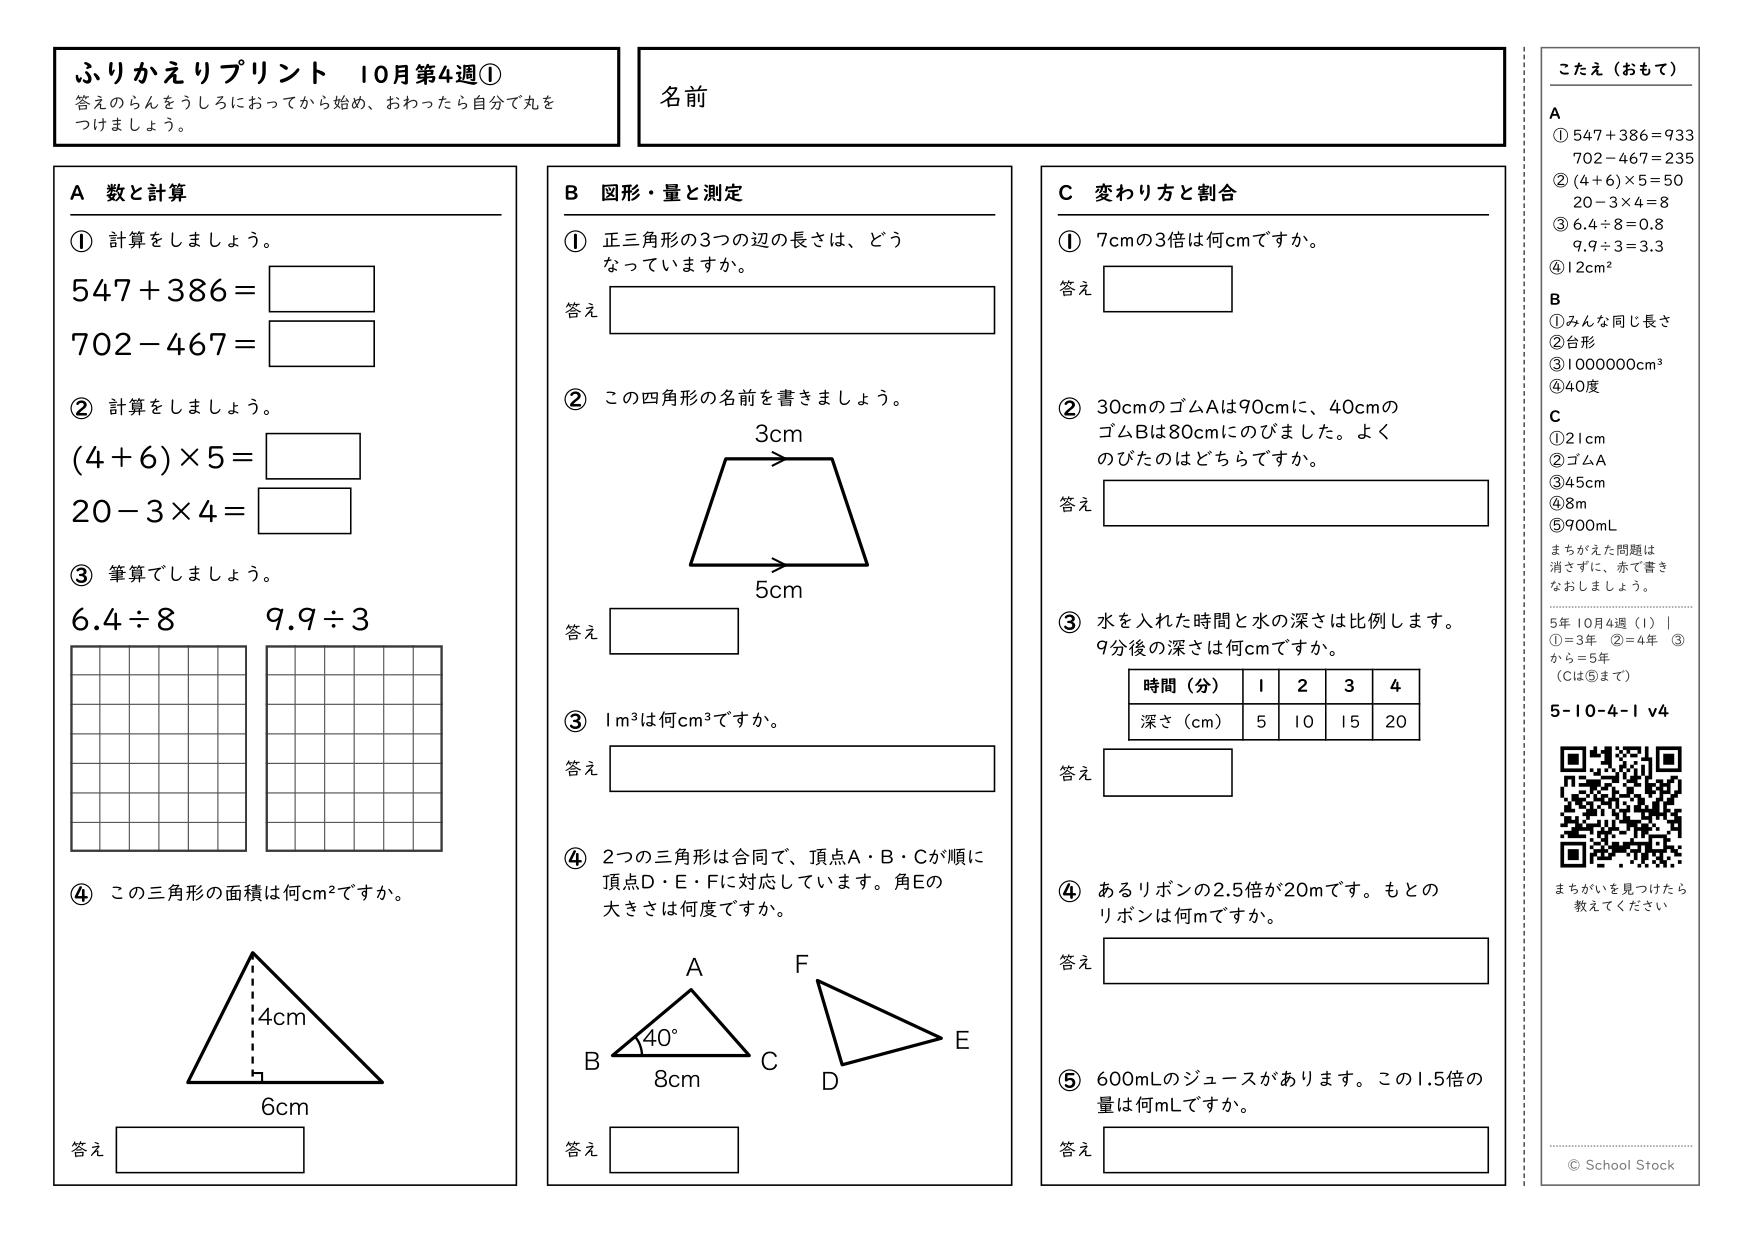 ふりかえりプリント 10月第4週①
答えのらんをうしろにおってから始め、おわったら自分で丸を
つけましょう。
名前
A 数と計算
① 計算をしましょう。
547＋386＝
702－467＝
② 計算をしましょう。
(4＋6)×5＝
20－3×4＝
③ 筆算でしましょう。
6.4÷8 9.9÷3
④ この三角形の面積は何cm²ですか。
4cm
6cm
答え
B 図形・量と測定
① 正三角形の3つの辺の長さは、どう
なっていますか。
答え
② この四角形の名前を書きましょう。
3cm
5cm
答え
③ 1m³は何cm³ですか。
答え
④ 2つの三角形は合同で、頂点A・B・Cが順に
頂点D・E・Fに対応しています。角Eの
大きさは何度ですか。
A
B
C
40°
8cm
F
E
D
答え
C 変わり方と割合
① 7cmの3倍は何cmですか。
答え
② 30cmのゴムAは90cmに、40cmの
ゴムBは80cmにのびました。よく
のびたのはどちらですか。
答え
③ 水を入れた時間と水の深さは比例します。
9分後の深さは何cmですか。
時間（分） 1 2 3 4
深さ（cm） 5 10 15 20
答え
④ あるリボンの2.5倍が20mです。もとの
リボンは何mですか。
答え
⑤ 600mLのジュースがあります。この1.5倍の
量は何mLですか。
答え
こたえ（おもて）
A
① 547＋386＝933
702－467＝235
② (4＋6)×5＝50
20－3×4＝8
③ 6.4÷8＝0.8
9.9÷3＝3.3
④12cm²
B
①みんな同じ長さ
②台形
③1000000cm³
④40度
C
①21cm
②ゴムA
③45cm
④8m
⑤900mL
まちがえた問題は
消さずに、赤で書き
なおしましょう。
5年 10月4週（1）｜
①＝3年 ②＝4年 ③
から＝5年
（Cは⑤まで）
5-10-4-1 v4
まちがいを見つけたら
教えてください
© School Stock